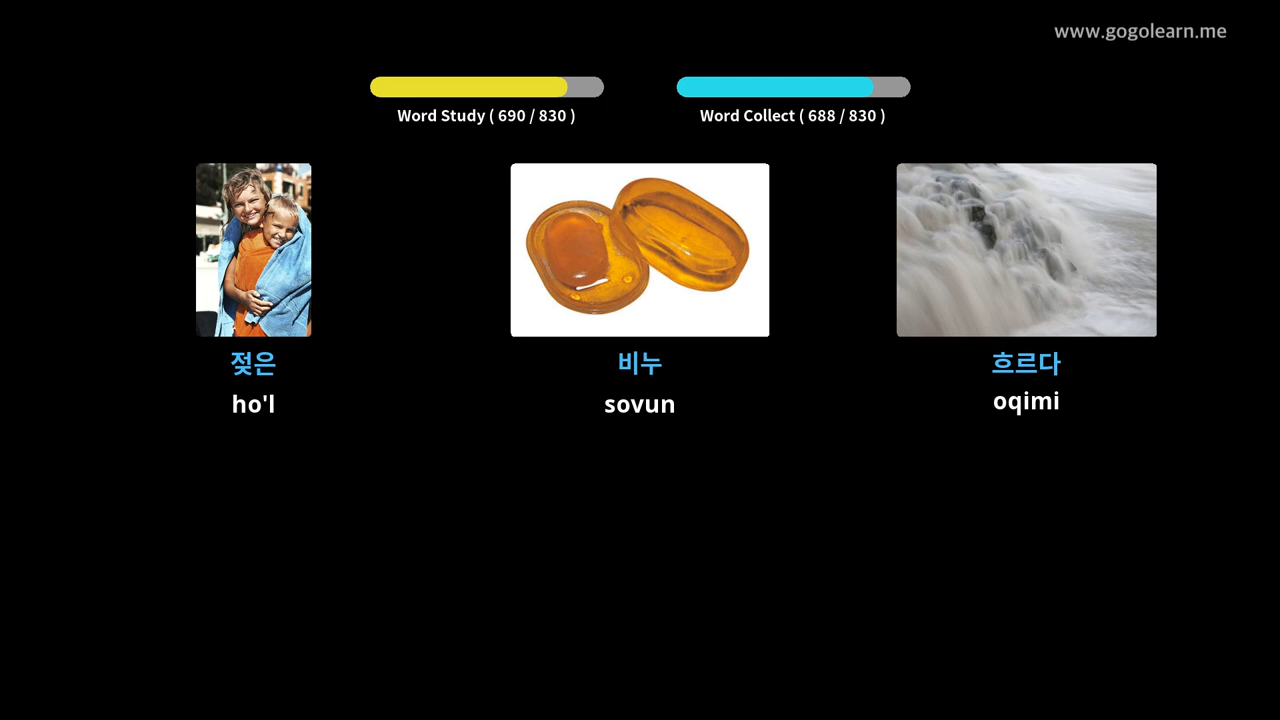 www.gogolearn.me
Word Study ( 690 / 830 )
Word Collect ( 688 / 830 )
젖은
ho'l
비누
sovun
흐르다
oqimi